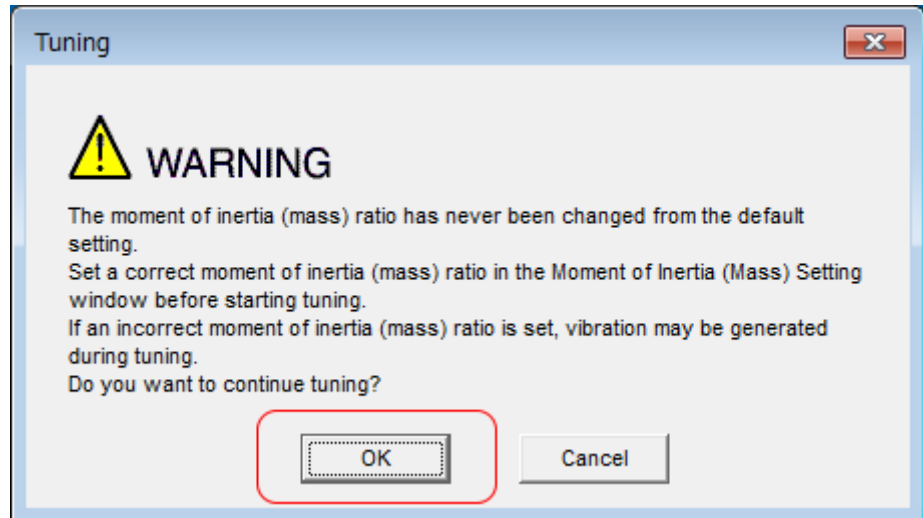 Tuning
WARNING
The moment of inertia (mass) ratio has never been changed from the default
setting.
Set a correct moment of inertia (mass) ratio in the Moment of Inertia (Mass) Setting
window before starting tuning.
If an incorrect moment of inertia (mass) ratio is set, vibration may be generated
during tuning.
Do you want to continue tuning?
OK Cancel